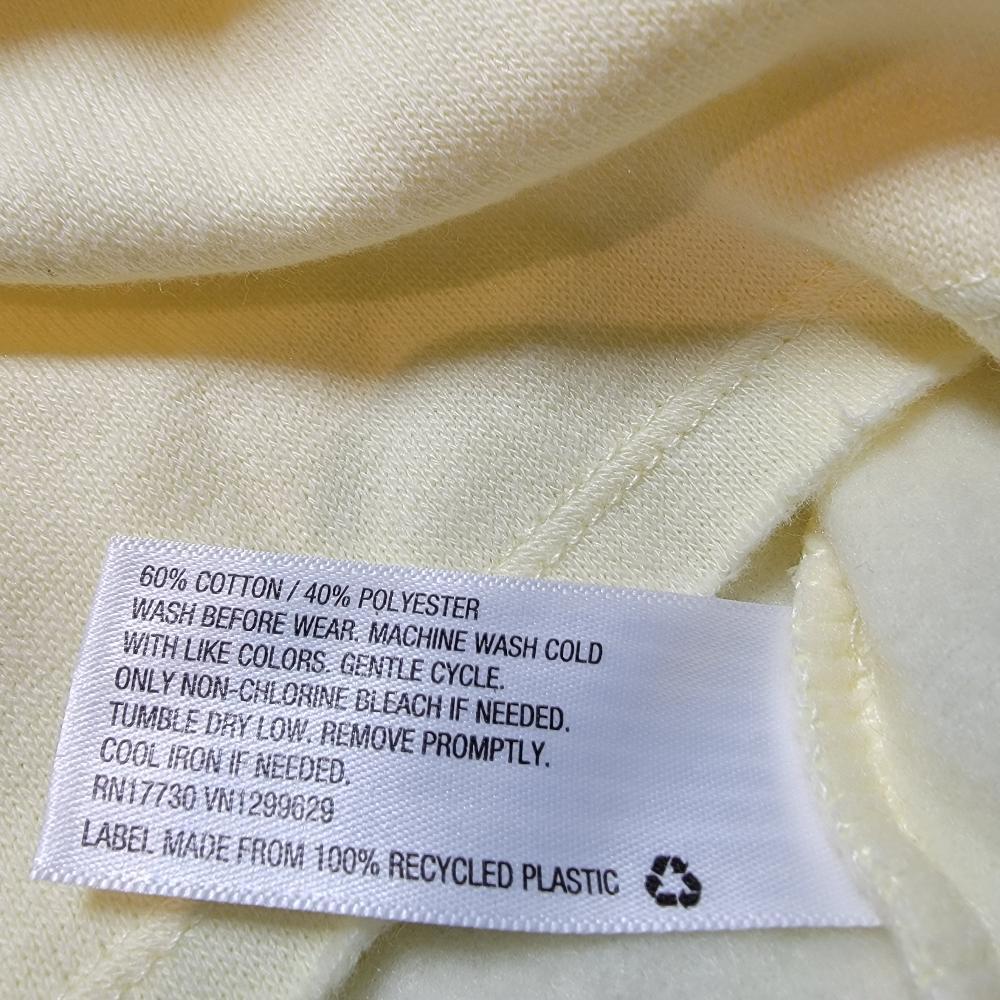 60% COTTON / 40% POLYESTER
WASH BEFORE WEAR. MACHINE WASH COLD
WITH LIKE COLORS. GENTLE CYCLE.
ONLY NON-CHLORINE BLEACH IF NEEDED.
TUMBLE DRY LOW. REMOVE PROMPTLY.
COOL IRON IF NEEDED.
RN17730 VN1299629
LABEL MADE FROM 100% RECYCLED PLASTIC